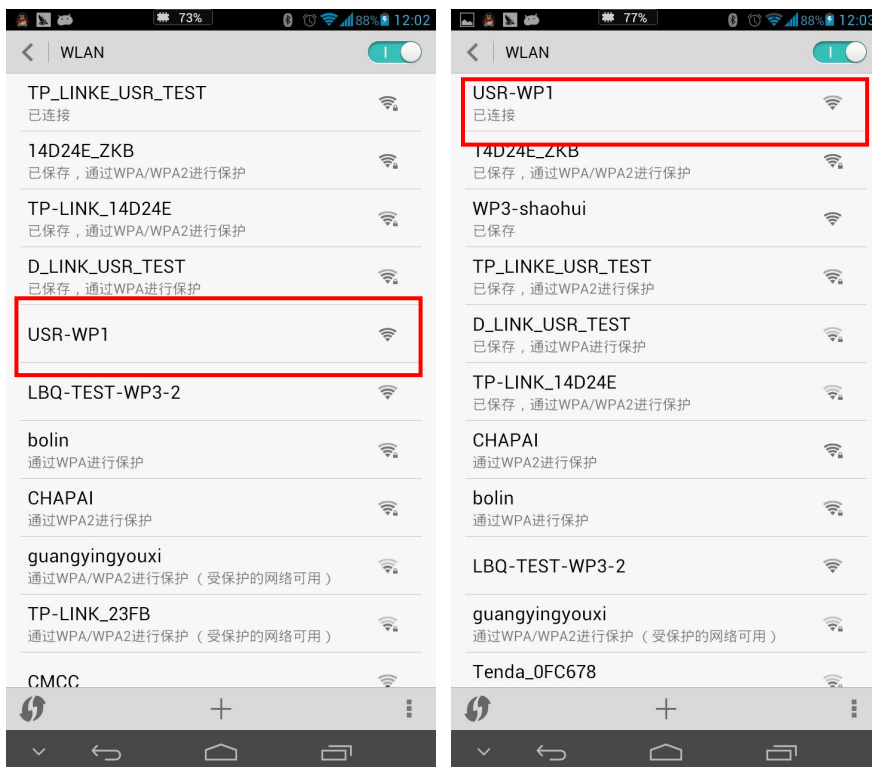 73%
88% 12:02
WLAN
TP_LINKE_USR_TEST
已连接
14D24E_ZKB
已保存，通过WPA/WPA2进行保护
TP-LINK_14D24E
已保存，通过WPA/WPA2进行保护
D_LINK_USR_TEST
已保存，通过WPA进行保护
USR-WP1
LBQ-TEST-WP3-2
bolin
通过WPA进行保护
CHAPAI
通过WPA2进行保护
guangyingyouxi
通过WPA/WPA2进行保护（受保护的网络可用）
TP-LINK_23FB
通过WPA/WPA2进行保护（受保护的网络可用）
CMCC
77%
88% 12:03
WLAN
USR-WP1
已连接
14D24E_ZKB
已保存，通过WPA/WPA2进行保护
WP3-shaohui
已保存
TP_LINKE_USR_TEST
已保存，通过WPA2进行保护
D_LINK_USR_TEST
已保存，通过WPA进行保护
TP-LINK_14D24E
已保存，通过WPA/WPA2进行保护
CHAPAI
通过WPA2进行保护
bolin
通过WPA进行保护
LBQ-TEST-WP3-2
guangyingyouxi
通过WPA/WPA2进行保护（受保护的网络可用）
Tenda_0FC678